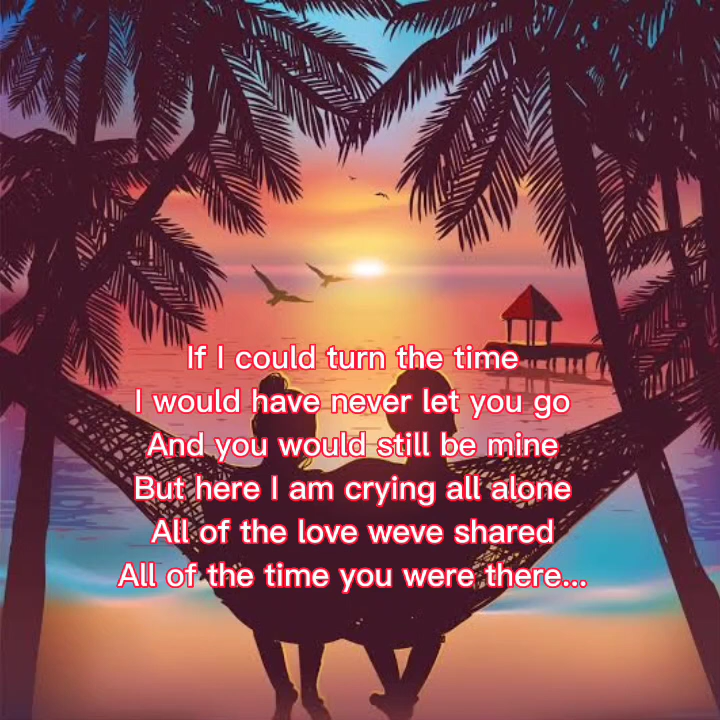 If I could turn the time
I would have never let you go
And you would still be mine
But here I am crying all alone
All of the love weve shared
All of the time you were there...